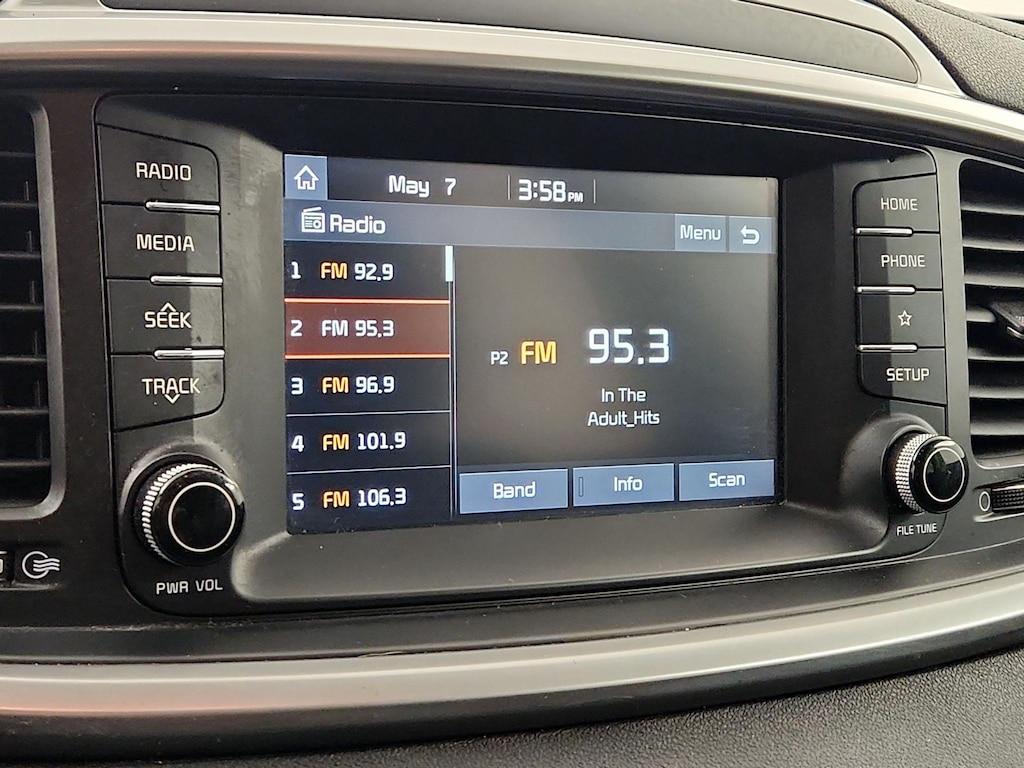 RADIO
MEDIA
SEEK
TRACK
PWR VOL
May 7 3:58 PM
Radio
Menu
1 FM 92.9
2 FM 95.3
3 FM 96.9
4 FM 101.9
5 FM 106.3
P2 FM 95.3
In The
Adult_Hits
Band
Info
Scan
HOME
PHONE
SETUP
FILE TUNE
0